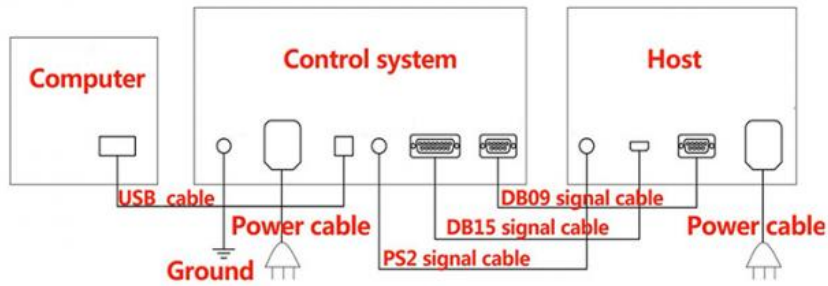 Computer
Control system
Host
USB cable
DB09 signal cable
Power cable
DB15 signal cable
Power cable
Ground
PS2 signal cable